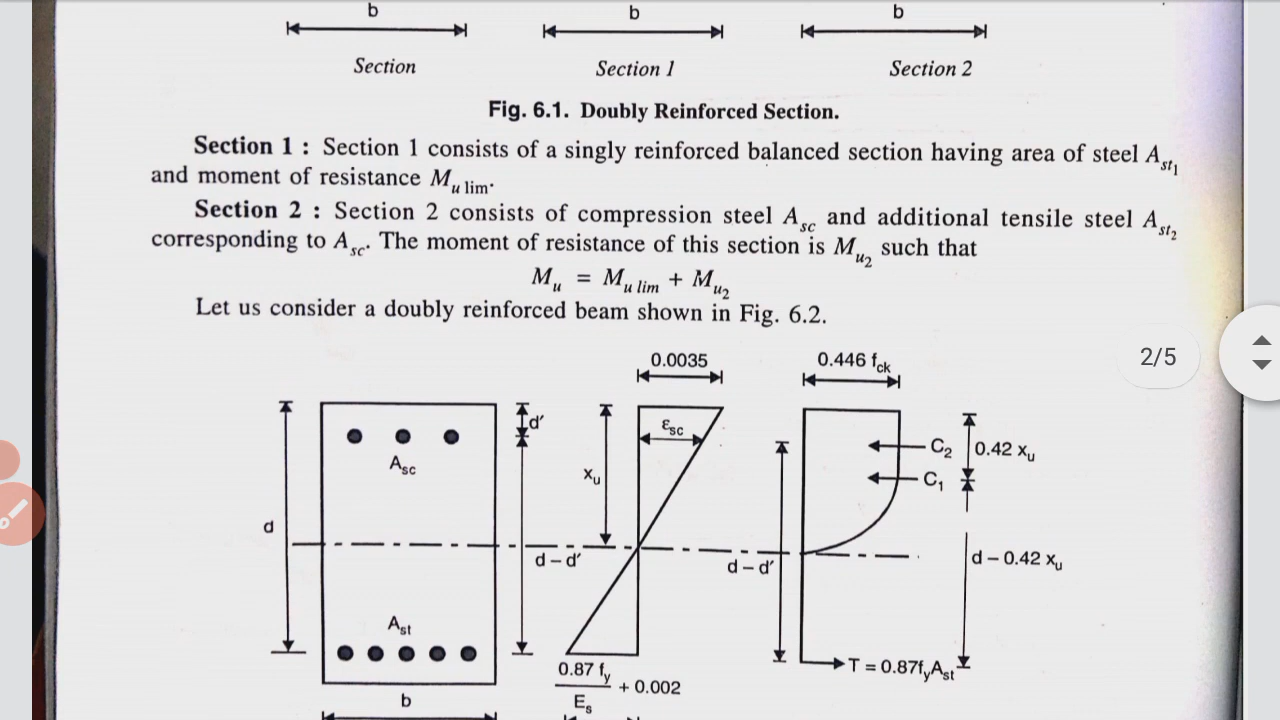 b b b
Section Section 1 Section 2
Fig. 6.1. Doubly Reinforced Section.
Section 1 : Section 1 consists of a singly reinforced balanced section having area of steel A_st₁
and moment of resistance M_u lim.
Section 2 : Section 2 consists of compression steel A_sc and additional tensile steel A_st₂
corresponding to A_sc. The moment of resistance of this section is M_u₂ such that
M_u = M_u lim + M_u₂
Let us consider a doubly reinforced beam shown in Fig. 6.2.
2/5
0.0035 0.446 f_ck
d′ ε_sc C₂ 0.42 x_u
A_sc x_u C₁
d
d – d′ d – d′ d – 0.42 x_u
A_st
0.87 f_y / E_s + 0.002
T = 0.87f_yA_st
b